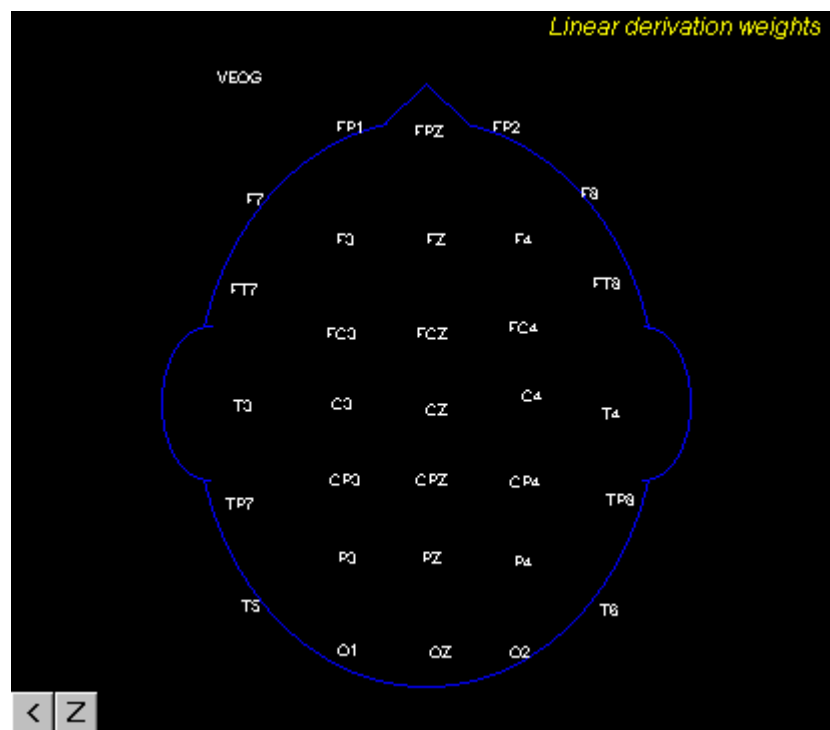 Linear derivation weights
VEOG
FP1 FPZ FP2
F7 F8
F3 FZ F4
FT7 FT8
FC3 FCZ FC4
T3 C3 CZ C4 T4
CP3 CPZ CP4
TP7 TP8
P3 PZ P4
T5 T6
O1 OZ O2
< Z